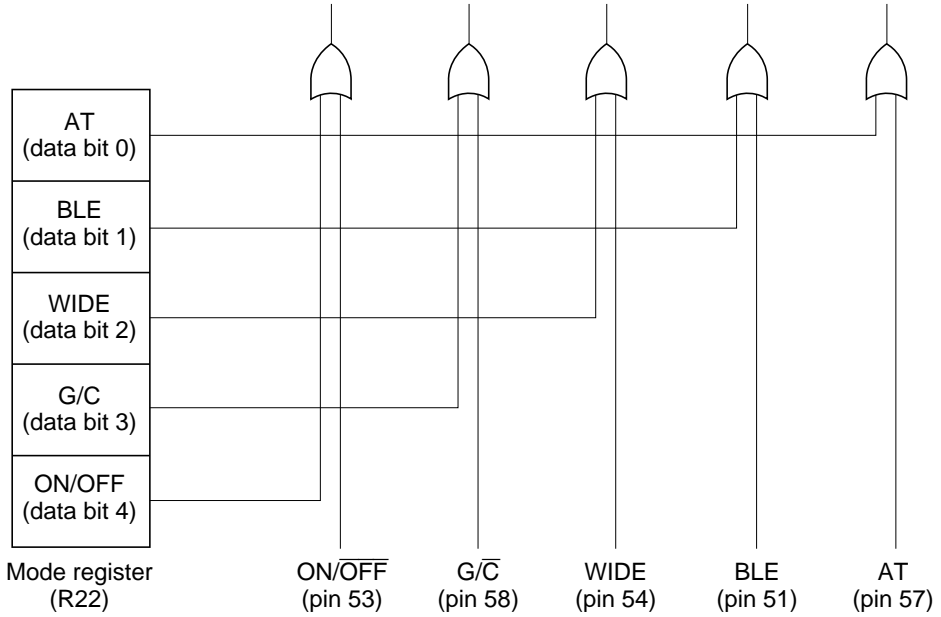 AT
(data bit 0)
BLE
(data bit 1)
WIDE
(data bit 2)
G/C
(data bit 3)
ON/OFF
(data bit 4)
Mode register
(R22)
ON/O̅F̅F̅
(pin 53)
G/C̅
(pin 58)
WIDE
(pin 54)
BLE
(pin 51)
AT
(pin 57)